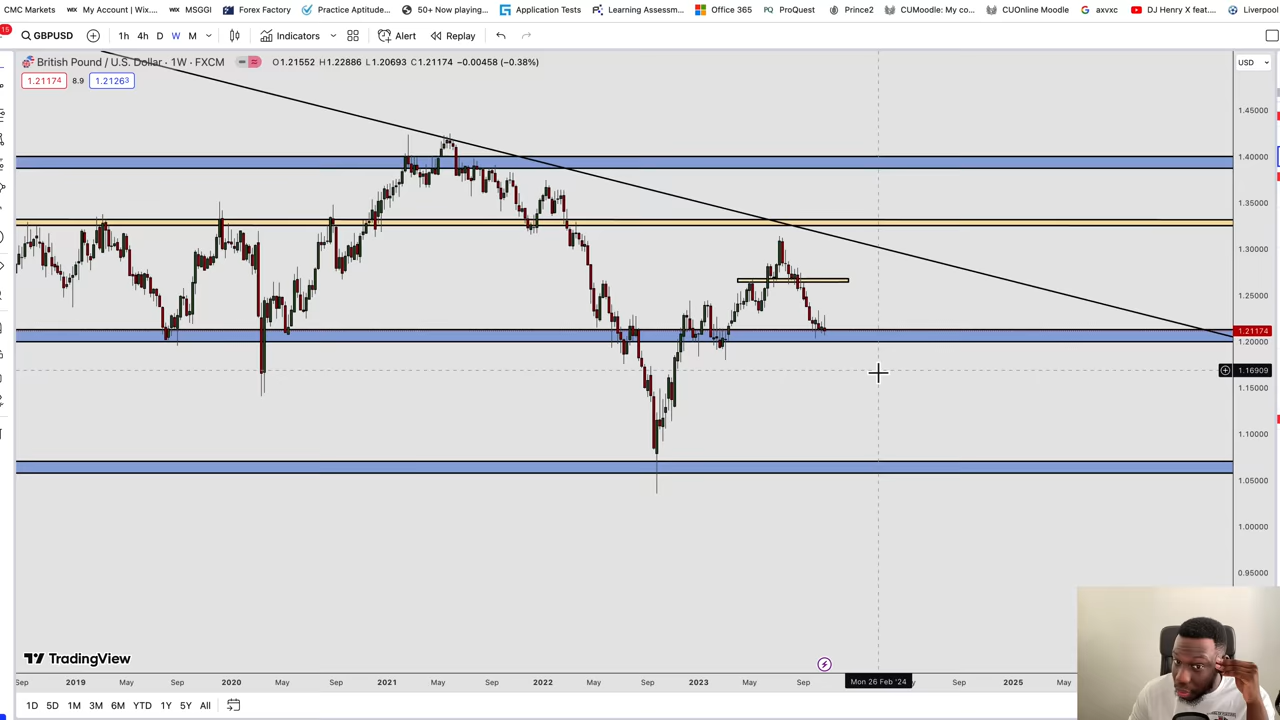 CMC Markets My Account | Wix.... MSGGI Forex Factory Practice Aptitude... 50+ Now playing... Application Tests Learning Assessm... Office 365 ProQuest Prince2 CUMoodle: My co... CUOnline Moodle axvxc DJ Henry X feat.... Liverpool
15 GBPUSD 1h 4h D W M Indicators Alert Replay
British Pound / U.S. Dollar · 1W · FXCM O1.21552 H1.22886 L1.20693 C1.21174 −0.00458 (−0.38%) USD
1.21174 8.9 1.21263
1.45000
1.40000
1.35000
1.30000
1.25000
1.21174
1.20000
1.16909
1.15000
1.10000
1.05000
1.00000
0.95000
TradingView
Sep 2019 May 2020 May 2021 May 2022 Sep 2023 May Sep Mon 26 Feb '24 Sep 2025 May
1D 5D 1M 3M 6M YTD 1Y 5Y All